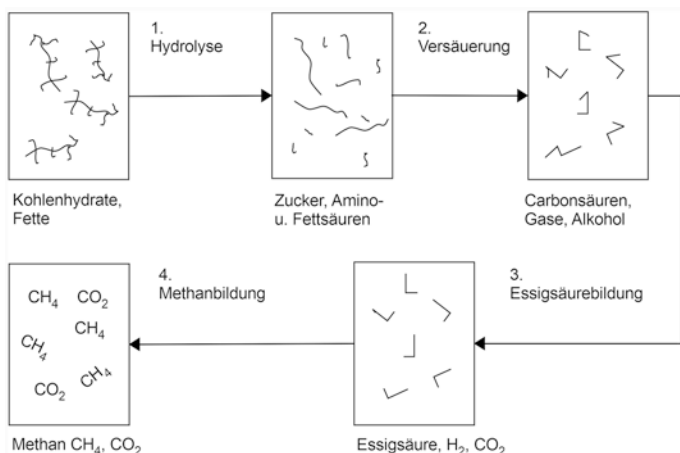 1.
Hydrolyse
2.
Versäuerung
Kohlenhydrate,
Fette
Zucker, Amino-
u. Fettsäuren
Carbonsäuren,
Gase, Alkohol
4.
Methanbildung
3.
Essigsäurebildung
CH₄ CO₂
CH₄
CH₄
CO₂ CH₄
Methan CH₄, CO₂
Essigsäure, H₂, CO₂